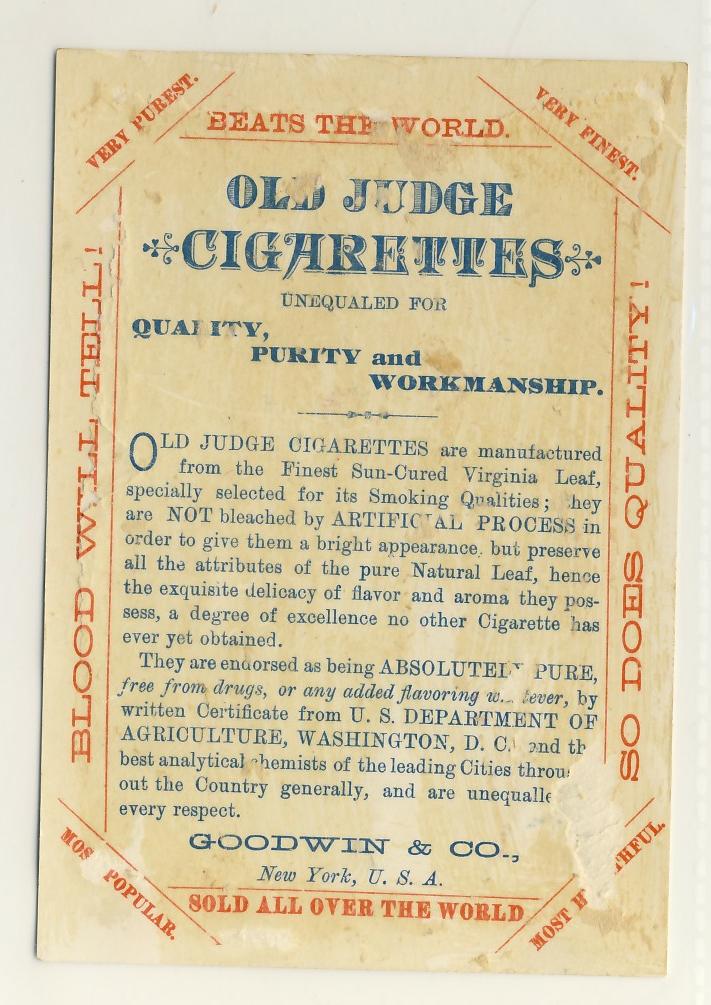 VERY PUREST.
BEATS THE WORLD.
VERY FINEST.
OLD JUDGE
CIGARETTES
UNEQUALED FOR
QUALITY,
PURITY and
WORKMANSHIP.
BLOOD WILL TELL!
SO DOES QUALITY!
OLD JUDGE CIGARETTES are manufactured
from the Finest Sun-Cured Virginia Leaf,
specially selected for its Smoking Qualities; they
are NOT bleached by ARTIFICIAL PROCESS in
order to give them a bright appearance, but preserve
all the attributes of the pure Natural Leaf, hence
the exquisite delicacy of flavor and aroma they pos-
sess, a degree of excellence no other Cigarette has
ever yet obtained.
They are endorsed as being ABSOLUTELY PURE,
free from drugs, or any added flavoring by
written Certificate from U. S. DEPARTMENT OF
AGRICULTURE, WASHINGTON, D. C. and
best analytical chemists of the leading Cities
out the Country generally, and are
every respect.
GOODWIN & CO.,
New York, U. S. A.
SOLD ALL OVER THE WORLD
MOST POPULAR.
MOST